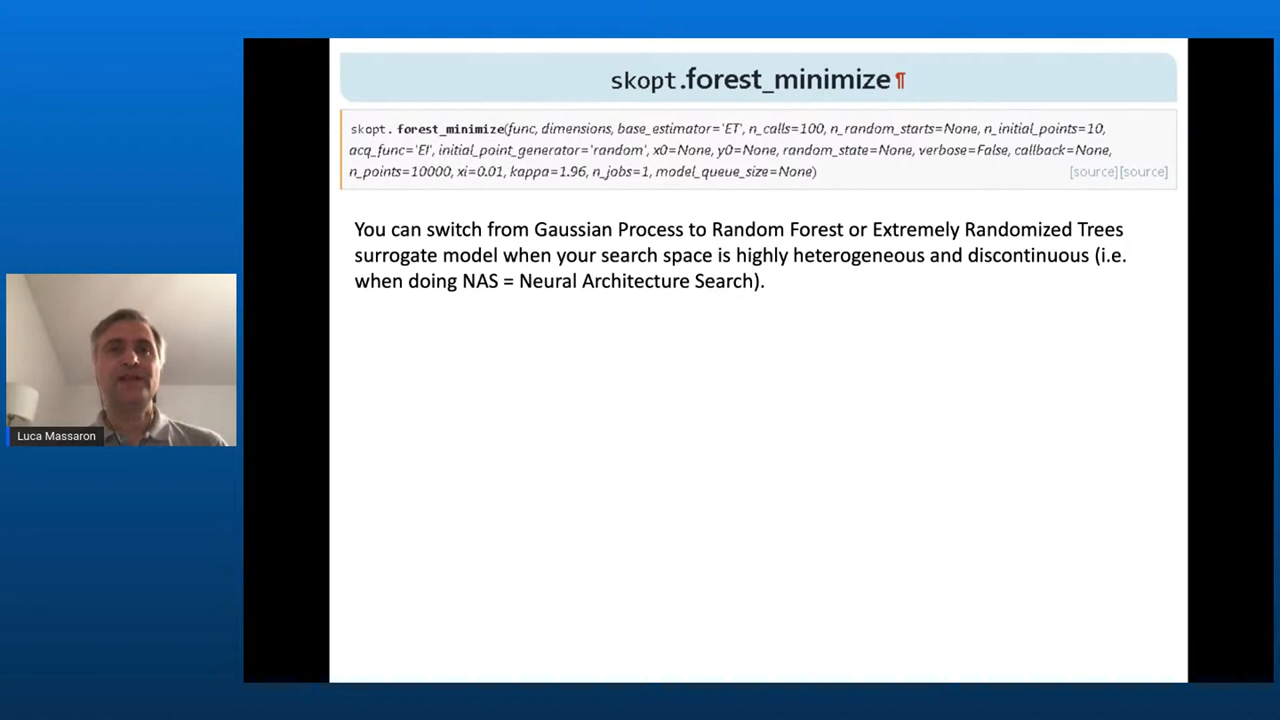 skopt.forest_minimize¶
skopt. forest_minimize(func, dimensions, base_estimator='ET', n_calls=100, n_random_starts=None, n_initial_points=10,
acq_func='EI', initial_point_generator='random', x0=None, y0=None, random_state=None, verbose=False, callback=None,
n_points=10000, xi=0.01, kappa=1.96, n_jobs=1, model_queue_size=None)
[source][source]
You can switch from Gaussian Process to Random Forest or Extremely Randomized Trees
surrogate model when your search space is highly heterogeneous and discontinuous (i.e.
when doing NAS = Neural Architecture Search).
Luca Massaron